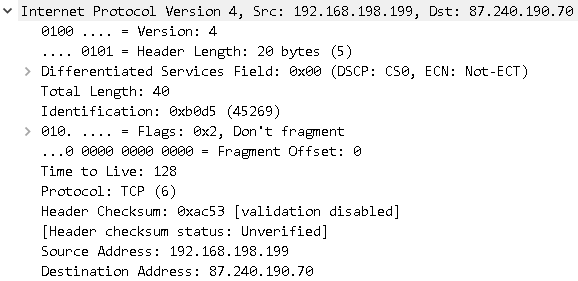 Internet Protocol Version 4, Src: 192.168.198.199, Dst: 87.240.190.70
0100 .... = Version: 4
.... 0101 = Header Length: 20 bytes (5)
Differentiated Services Field: 0x00 (DSCP: CS0, ECN: Not-ECT)
Total Length: 40
Identification: 0xb0d5 (45269)
010. .... = Flags: 0x2, Don't fragment
...0 0000 0000 0000 = Fragment Offset: 0
Time to Live: 128
Protocol: TCP (6)
Header Checksum: 0xac53 [validation disabled]
[Header checksum status: Unverified]
Source Address: 192.168.198.199
Destination Address: 87.240.190.70